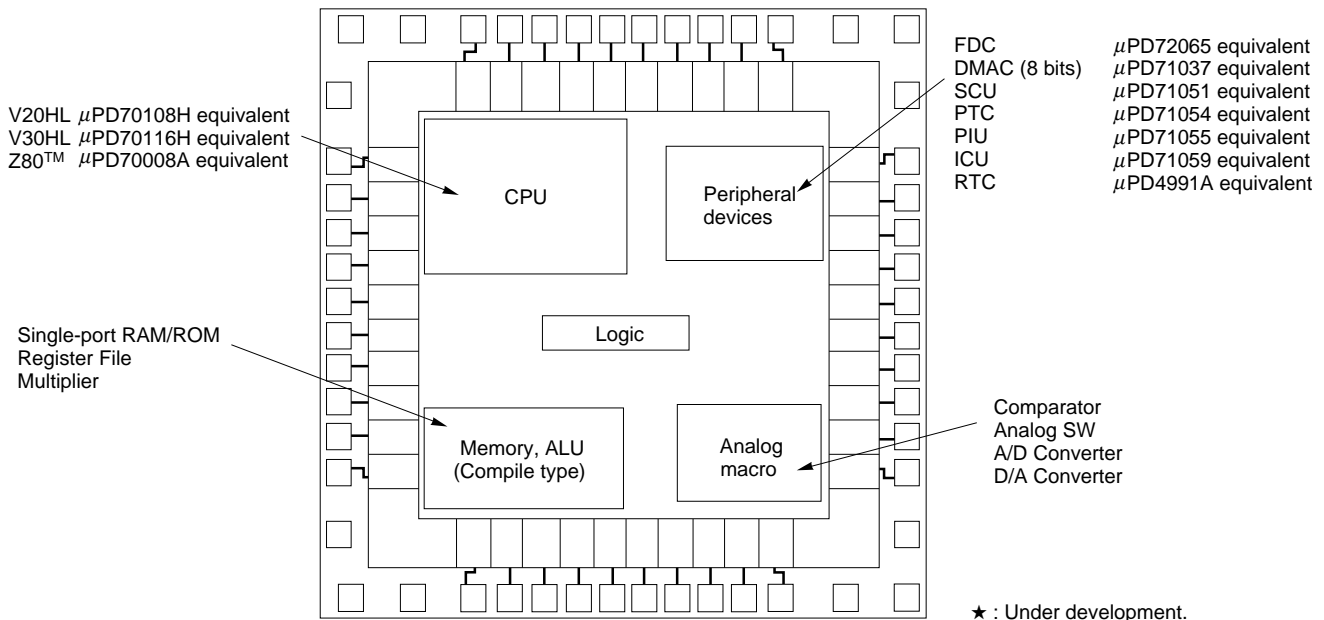 V20HL μPD70108H equivalent
V30HL μPD70116H equivalent
Z80™ μPD70008A equivalent
FDC μPD72065 equivalent
DMAC (8 bits) μPD71037 equivalent
SCU μPD71051 equivalent
PTC μPD71054 equivalent
PIU μPD71055 equivalent
ICU μPD71059 equivalent
RTC μPD4991A equivalent
CPU
Peripheral
devices
Logic
Single-port RAM/ROM
Register File
Multiplier
Memory, ALU
(Compile type)
Analog
macro
Comparator
Analog SW
A/D Converter
D/A Converter
★ : Under development.